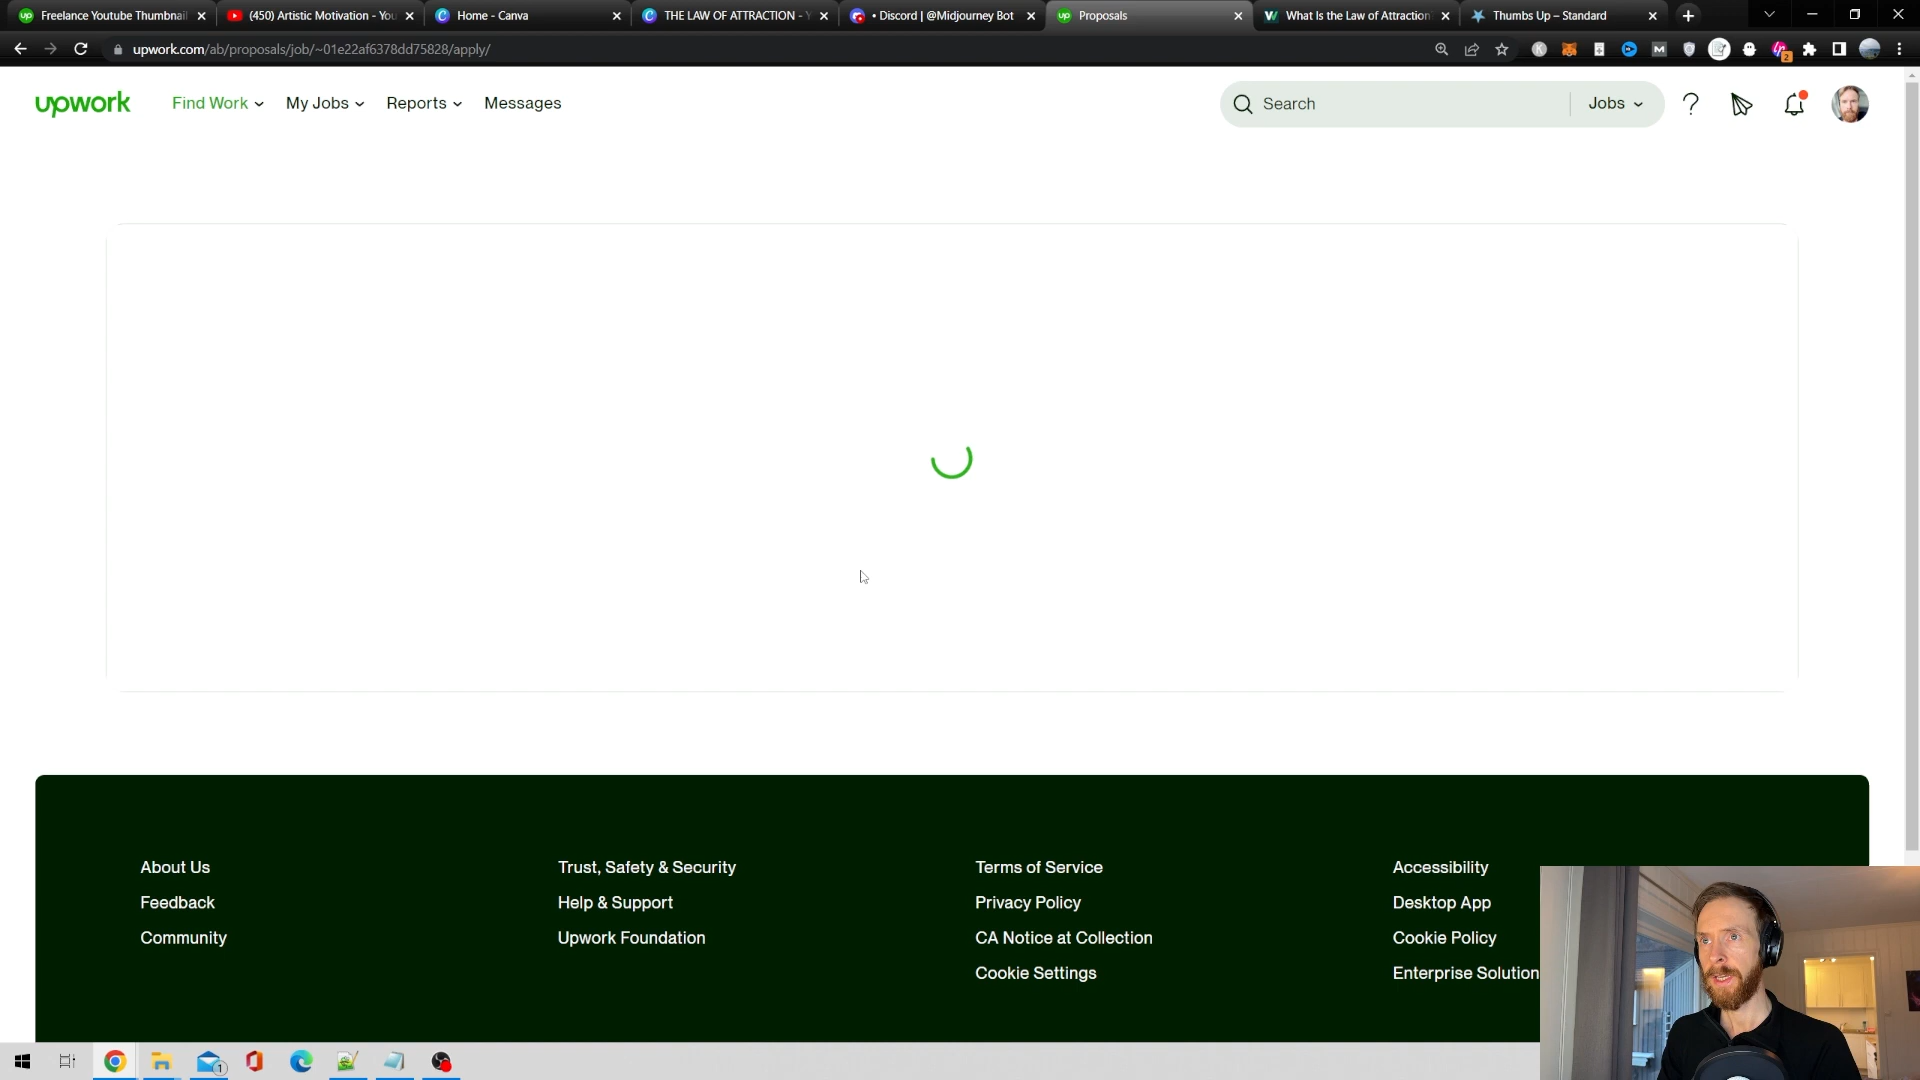 Freelance Youtube Thumbnail
(450) Artistic Motivation - You
Home - Canva
THE LAW OF ATTRACTION - Y
• Discord | @Midjourney Bot
Proposals
What Is the Law of Attraction
Thumbs Up – Standard
upwork.com/ab/proposals/job/~01e22af6378dd75828/apply/
2
upwork
Find Work
My Jobs
Reports
Messages
Search
Jobs
About Us
Trust, Safety & Security
Terms of Service
Accessibility
Feedback
Help & Support
Privacy Policy
Desktop App
Community
Upwork Foundation
CA Notice at Collection
Cookie Policy
Cookie Settings
Enterprise Solution
1